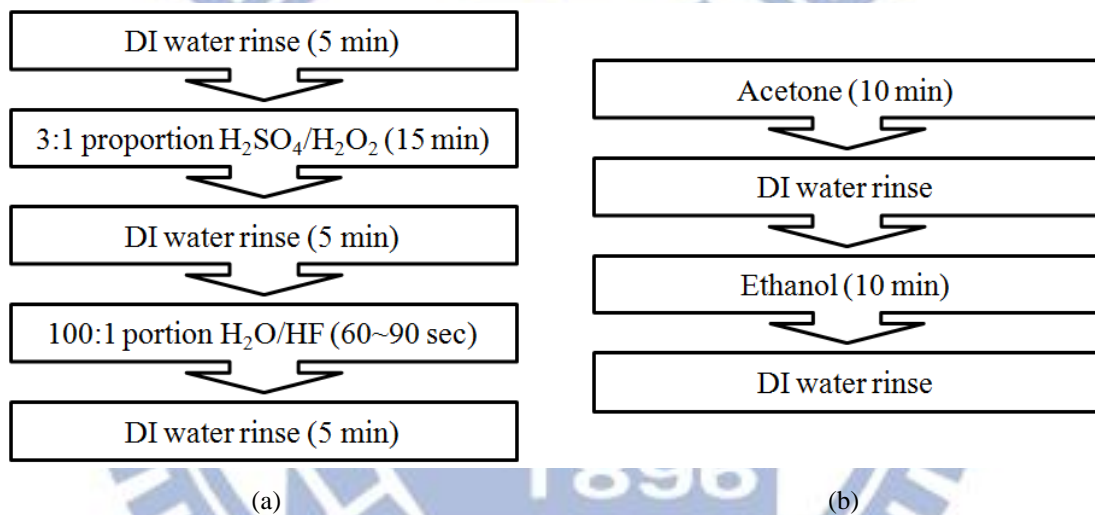 DI water rinse (5 min)
3:1 proportion H₂SO₄/H₂O₂ (15 min)
DI water rinse (5 min)
100:1 portion H₂O/HF (60~90 sec)
DI water rinse (5 min)
(a)
Acetone (10 min)
DI water rinse
Ethanol (10 min)
DI water rinse
(b)
1896